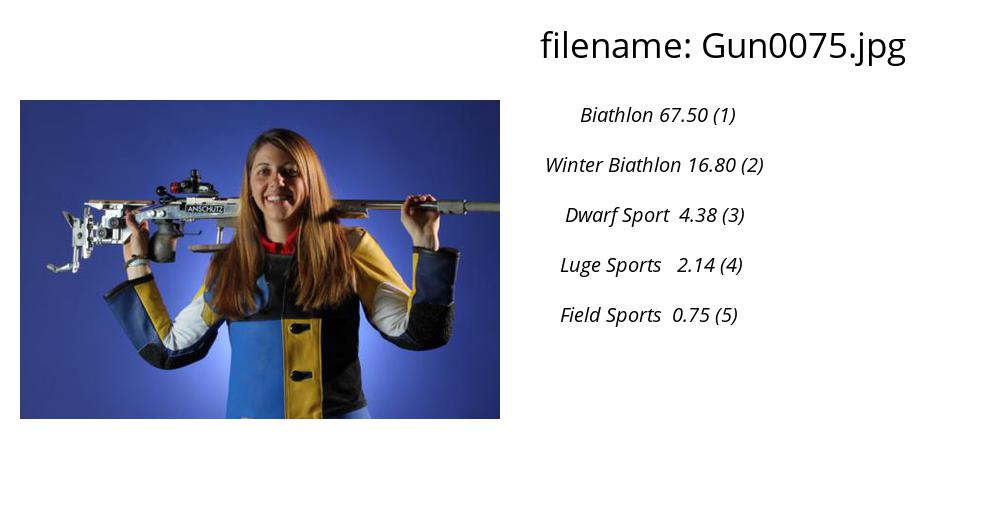 filename: Gun0075.jpg
Biathlon 67.50 (1)
Winter Biathlon 16.80 (2)
Dwarf Sport 4.38 (3)
Luge Sports 2.14 (4)
Field Sports 0.75 (5)
ANSCHÜTZ